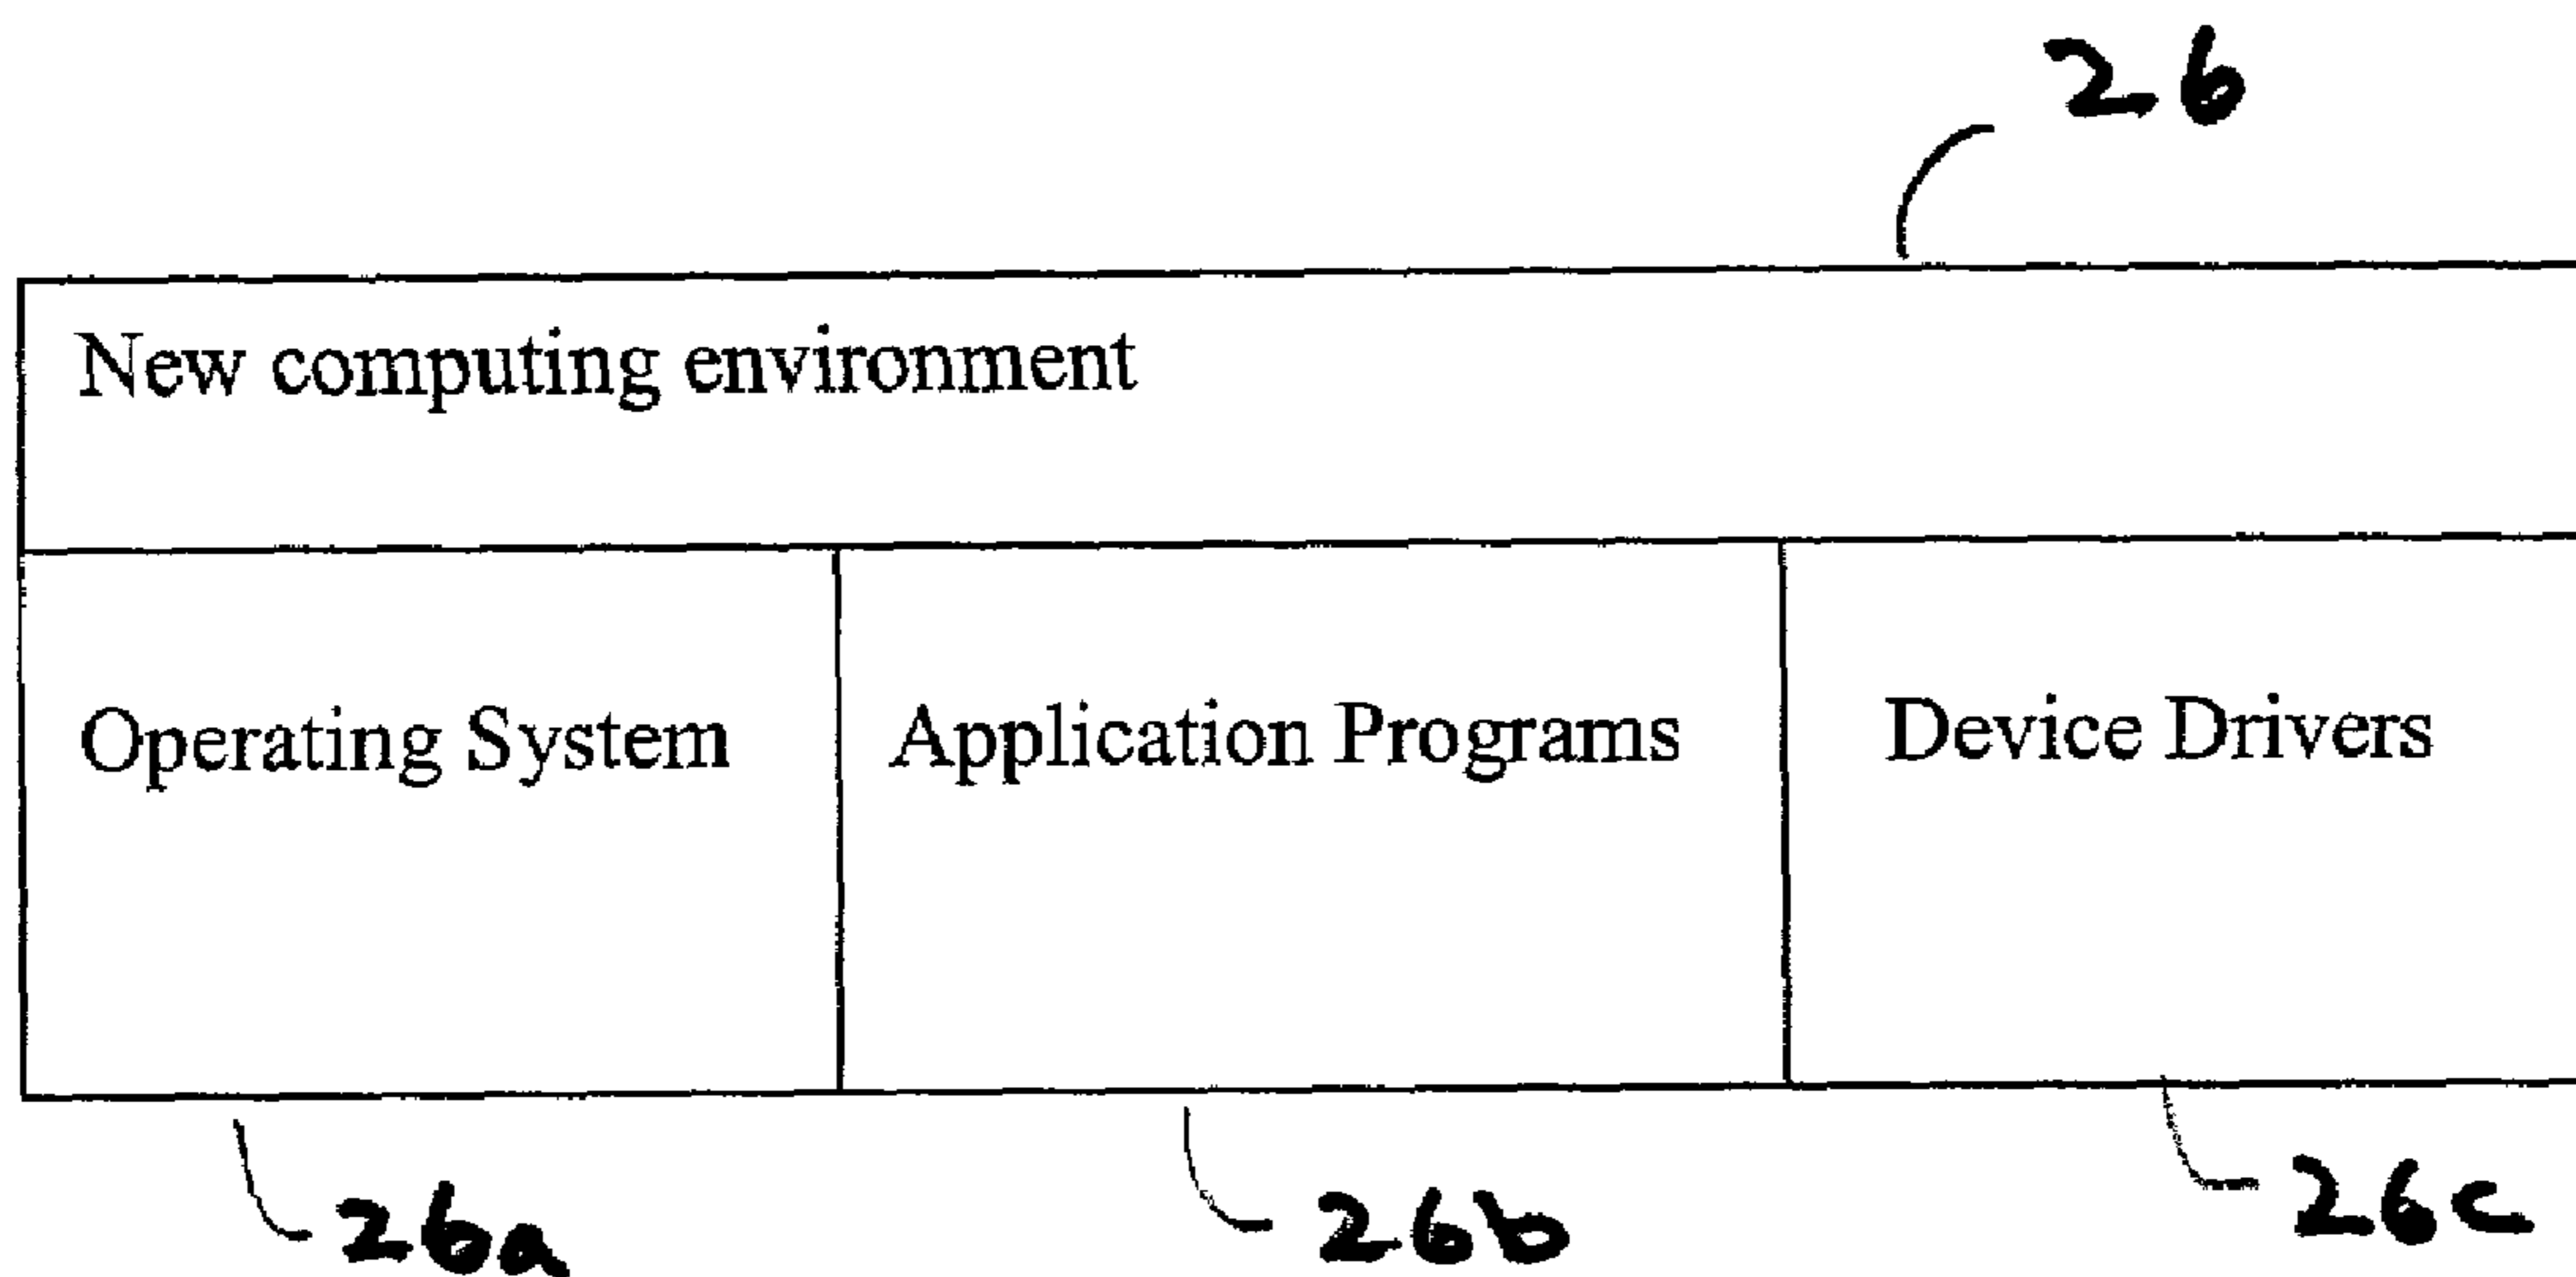 26
New computing environment
Operating System Application Programs Device Drivers
26a 26b 26c